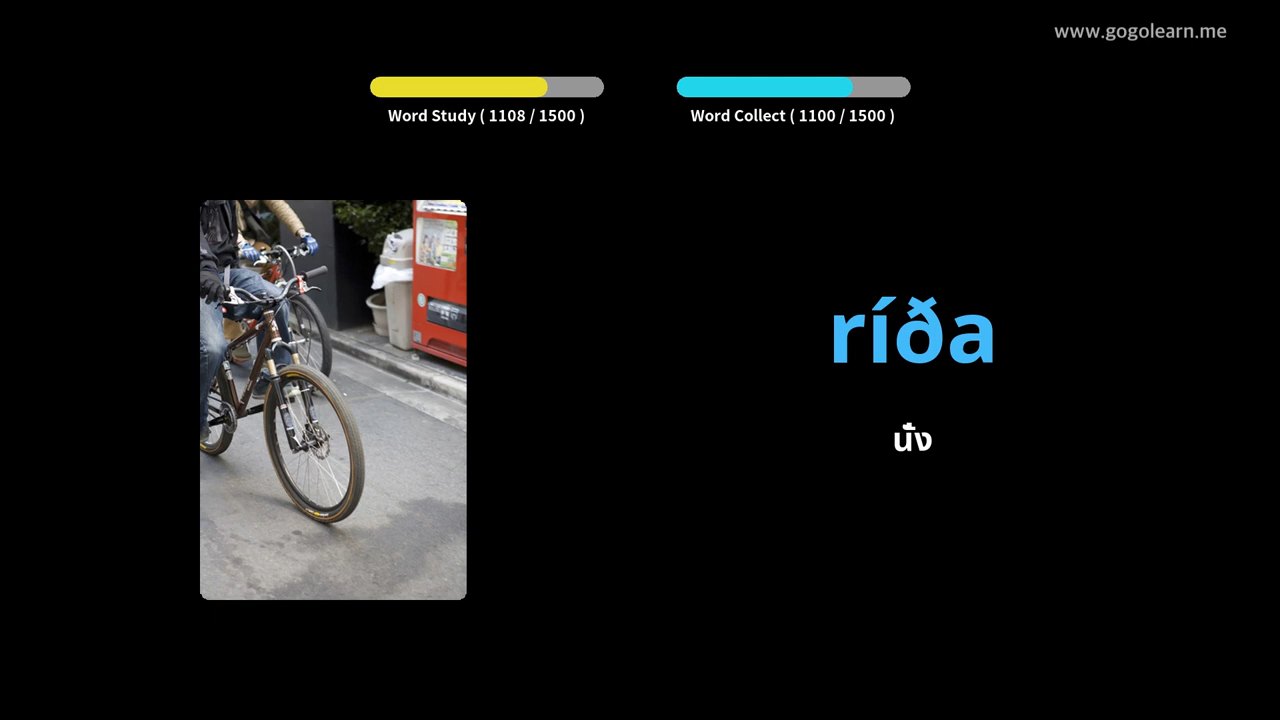 www.gogolearn.me
Word Study ( 1108 / 1500 )
Word Collect ( 1100 / 1500 )
ríða
นั่ง